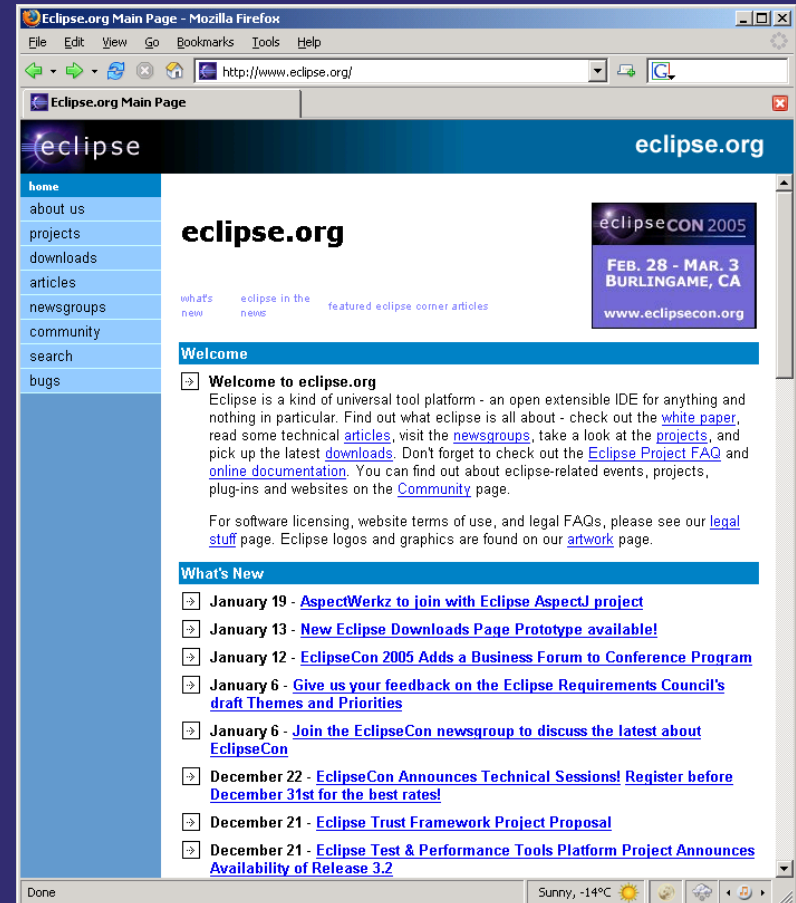 Eclipse.org Main Page - Mozilla Firefox
File Edit View Go Bookmarks Tools Help
http://www.eclipse.org/
G
Eclipse.org Main Page
eclipse
eclipse.org
home
about us
projects
downloads
articles
newsgroups
community
search
bugs
eclipse.org
eclipsecon 2005
FEB. 28 - MAR. 3
BURLINGAME, CA
www.eclipsecon.org
what's new
eclipse in the news
featured eclipse corner articles
Welcome
Welcome to eclipse.org
Eclipse is a kind of universal tool platform - an open extensible IDE for anything and
nothing in particular. Find out what eclipse is all about - check out the white paper,
read some technical articles, visit the newsgroups, take a look at the projects, and
pick up the latest downloads. Don't forget to check out the Eclipse Project FAQ and
online documentation. You can find out about eclipse-related events, projects,
plug-ins and websites on the Community page.
For software licensing, website terms of use, and legal FAQs, please see our legal
stuff page. Eclipse logos and graphics are found on our artwork page.
What's New
January 19 - AspectWerkz to join with Eclipse AspectJ project
January 13 - New Eclipse Downloads Page Prototype available!
January 12 - EclipseCon 2005 Adds a Business Forum to Conference Program
January 6 - Give us your feedback on the Eclipse Requirements Council's
draft Themes and Priorities
January 6 - Join the EclipseCon newsgroup to discuss the latest about
EclipseCon
December 22 - EclipseCon Announces Technical Sessions! Register before
December 31st for the best rates!
December 21 - Eclipse Trust Framework Project Proposal
December 21 - Eclipse Test & Performance Tools Platform Project Announces
Availability of Release 3.2
Done
Sunny, -14°C